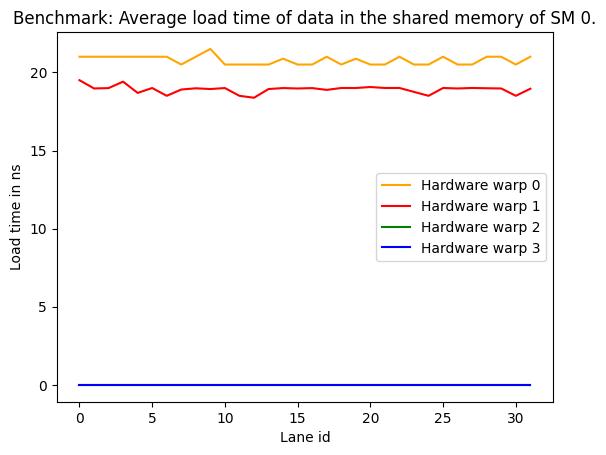 Benchmark: Average load time of data in the shared memory of SM 0.
Load time in ns
20
15
10
5
0
Hardware warp 0
Hardware warp 1
Hardware warp 2
Hardware warp 3
0 5 10 15 20 25 30
Lane id